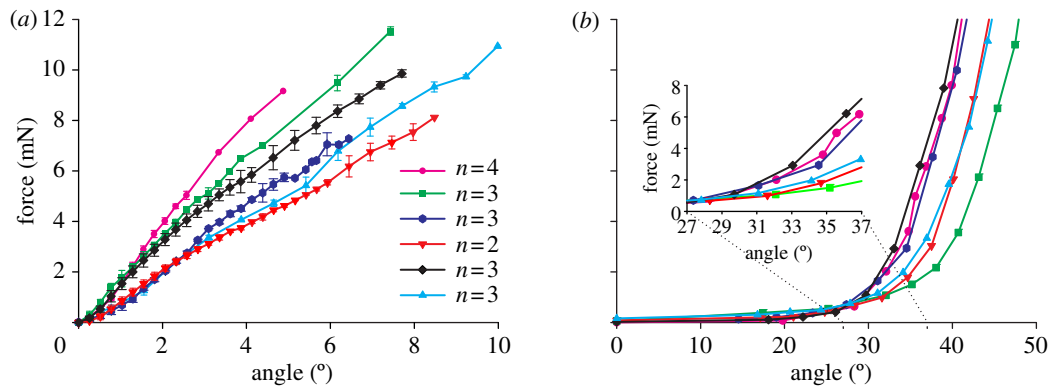 (a)
12
10
8
6
4
2
0
force (mN)
0 2 4 6 8 10
angle (º)
n=4
n=3
n=3
n=2
n=3
n=3
(b)
8
6
4
2
0
force (mN)
27 29 31 33 35 37
angle (º)
0 10 20 30 40 50
angle (º)